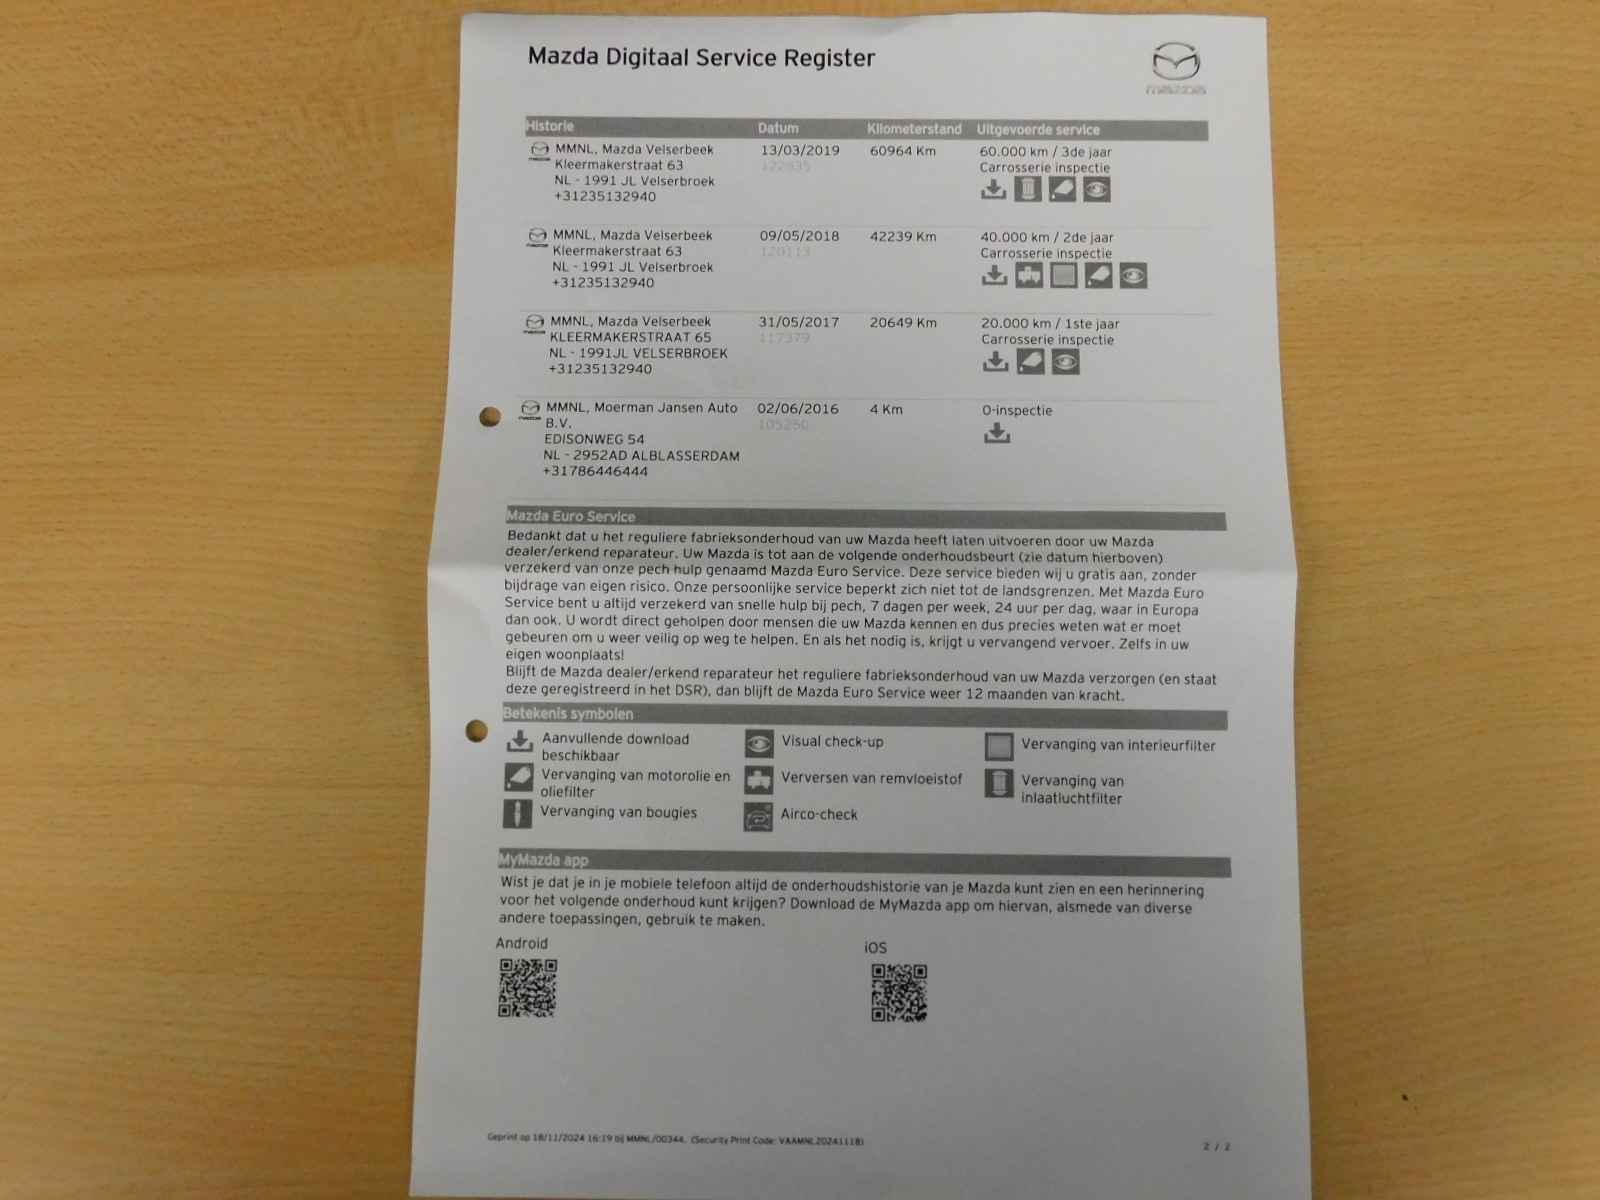 Mazda Digitaal Service Register
mazda
Historie Datum Kilometerstand Uitgevoerde service
MMNL, Mazda Velserbeek 13/03/2019 60964 Km 60.000 km / 3de jaar
Kleermakerstraat 63 Carrosserie inspectie
NL - 1991 JL Velserbroek
+31235132940
MMNL, Mazda Velserbeek 09/05/2018 42239 Km 40.000 km / 2de jaar
Kleermakerstraat 63 120113 Carrosserie inspectie
NL - 1991 JL Velserbroek
+31235132940
MMNL, Mazda Velserbeek 31/05/2017 20649 Km 20.000 km / 1ste jaar
KLEERMAKERSTRAAT 65 117379 Carrosserie inspectie
NL - 1991JL VELSERBROEK
+31235132940
MMNL, Moerman Jansen Auto 02/06/2016 4 Km 0-inspectie
B.V.
EDISONWEG 54
NL - 2952AD ALBLASSERDAM
+31786446444
Mazda Euro Service
Bedankt dat u het reguliere fabrieksonderhoud van uw Mazda heeft laten uitvoeren door uw Mazda
dealer/erkend reparateur. Uw Mazda is tot aan de volgende onderhoudsbeurt (zie datum hierboven)
verzekerd van onze pech hulp genaamd Mazda Euro Service. Deze service bieden wij u gratis aan, zonder
bijdrage van eigen risico. Onze persoonlijke service beperkt zich niet tot de landsgrenzen. Met Mazda Euro
Service bent u altijd verzekerd van snelle hulp bij pech, 7 dagen per week, 24 uur per dag, waar in Europa
dan ook. U wordt direct geholpen door mensen die uw Mazda kennen en dus precies weten wat er moet
gebeuren om u weer veilig op weg te helpen. En als het nodig is, krijgt u vervangend vervoer. Zelfs in uw
eigen woonplaats!
Blijft de Mazda dealer/erkend reparateur het reguliere fabrieksonderhoud van uw Mazda verzorgen (en staat
deze geregistreerd in het DSR), dan blijft de Mazda Euro Service weer 12 maanden van kracht.
Betekenis symbolen
Aanvullende download Visual check-up Vervanging van interieurfilter
beschikbaar
Vervanging van motorolie en Verversen van remvloeistof Vervanging van
oliefilter inlaatluchtfilter
Vervanging van bougies Airco-check
MyMazda app
Wist je dat je in je mobiele telefoon altijd de onderhoudshistorie van je Mazda kunt zien en een herinnering
voor het volgende onderhoud kunt krijgen? Download de MyMazda app om hiervan, alsmede van diverse
andere toepassingen, gebruik te maken.
Android iOS
Geprint op 18/11/2024 16:19 bij MMNL/00344. (Security Print Code: VAAMNL20241118)
2 / 2